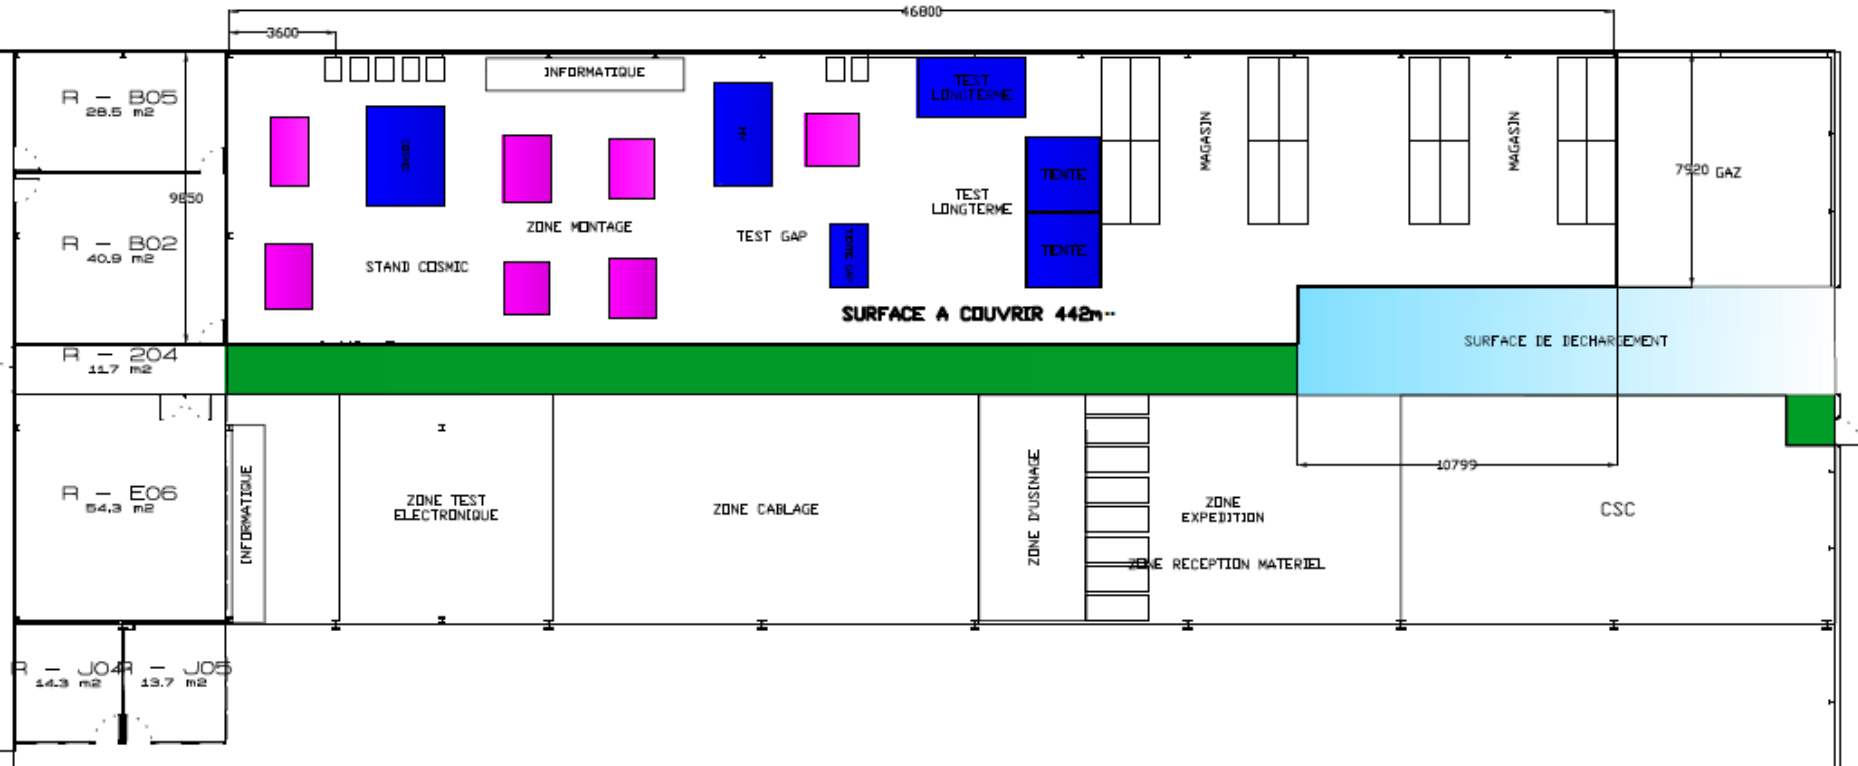 46800
3600
INFORMATIQUE
R - B05
28.5 m2
TEST
LONGTERME
MAGASIN
MAGASIN
TENTE
7920
GAZ
9850
TEST
LONGTERME
ZONE MONTAGE
TEST GAP
R - B02
40.9 m2
TENTE
STAND COSMIC
SURFACE A COUVRIR 442m
SURFACE DE DECHARGEMENT
R - 204
11.7 m2
10799
R - E06
54.3 m2
INFORMATIQUE
ZONE TEST
ELECTRONIQUE
ZONE CABLAGE
ZONE D'USINAGE
ZONE
EXPEDITION
CSC
ZONE RECEPTION MATERIEL
R - J04
14.3 m2
R - J05
13.7 m2